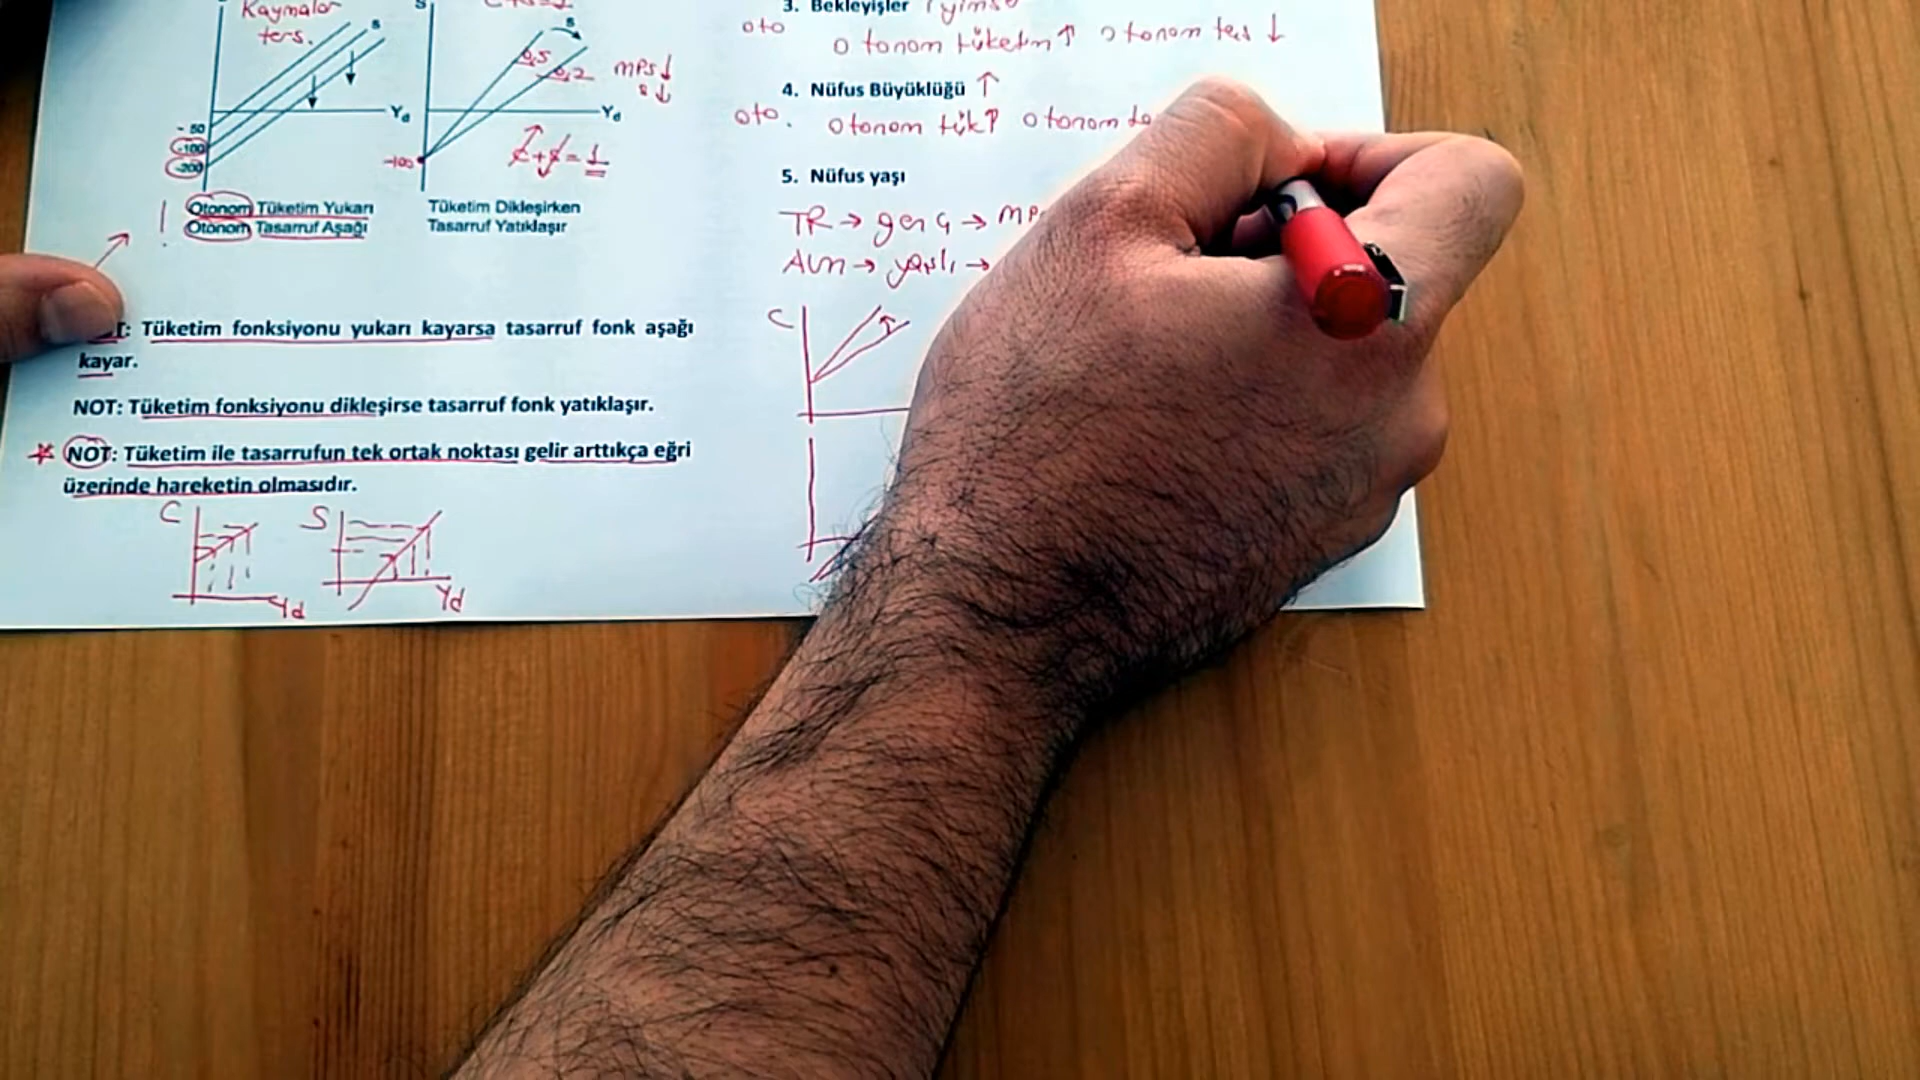 Kaymalar
ters.
S
Yd
- 50
-100
-200
!
Otonom Tüketim Yukarı
Otonom Tasarruf Aşağı
S
s
0,5
0,2
MPS↓
s ↓
Yd
-100
c+s=1
Tüketim Dikleşirken
Tasarruf Yatıklaşır
: Tüketim fonksiyonu yukarı kayarsa tasarruf fonk aşağı
kayar.
NOT: Tüketim fonksiyonu dikleşirse tasarruf fonk yatıklaşır.
NOT: Tüketim ile tasarrufun tek ortak noktası gelir arttıkça eğri
üzerinde hareketin olmasıdır.
C
Yd
S
Yd
3. Bekleyişler
oto
otonom tüketim↑ otonom tas ↓
4. Nüfus Büyüklüğü ↑
oto. otonom tük↑ otonom
5. Nüfus yaşı
TR → genç →
Alm → yaşlı →
C